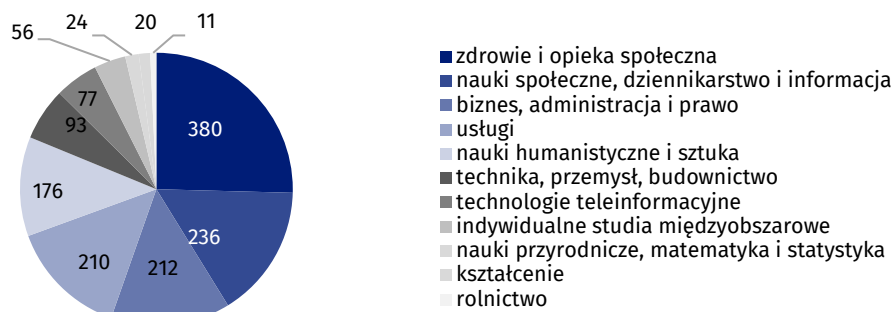 24 20 11
56
77
93
380
176
236
210
212
zdrowie i opieka społeczna
nauki społeczne, dziennikarstwo i informacja
biznes, administracja i prawo
usługi
nauki humanistyczne i sztuka
technika, przemysł, budownictwo
technologie teleinformacyjne
indywidualne studia międzyobszarowe
nauki przyrodnicze, matematyka i statystyka
kształcenie
rolnictwo